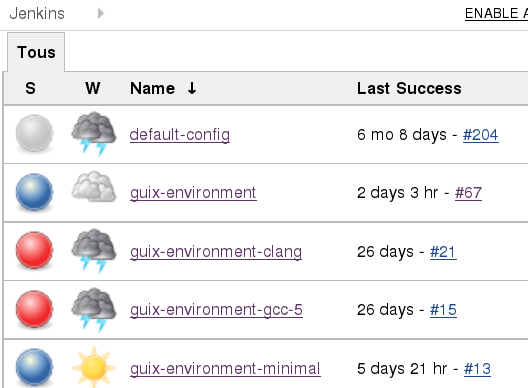 Jenkins
ENABLE A
Tous
S W Name ↓ Last Success
default-config 6 mo 8 days - #204
guix-environment 2 days 3 hr - #67
guix-environment-clang 26 days - #21
guix-environment-gcc-5 26 days - #15
guix-environment-minimal 5 days 21 hr - #13